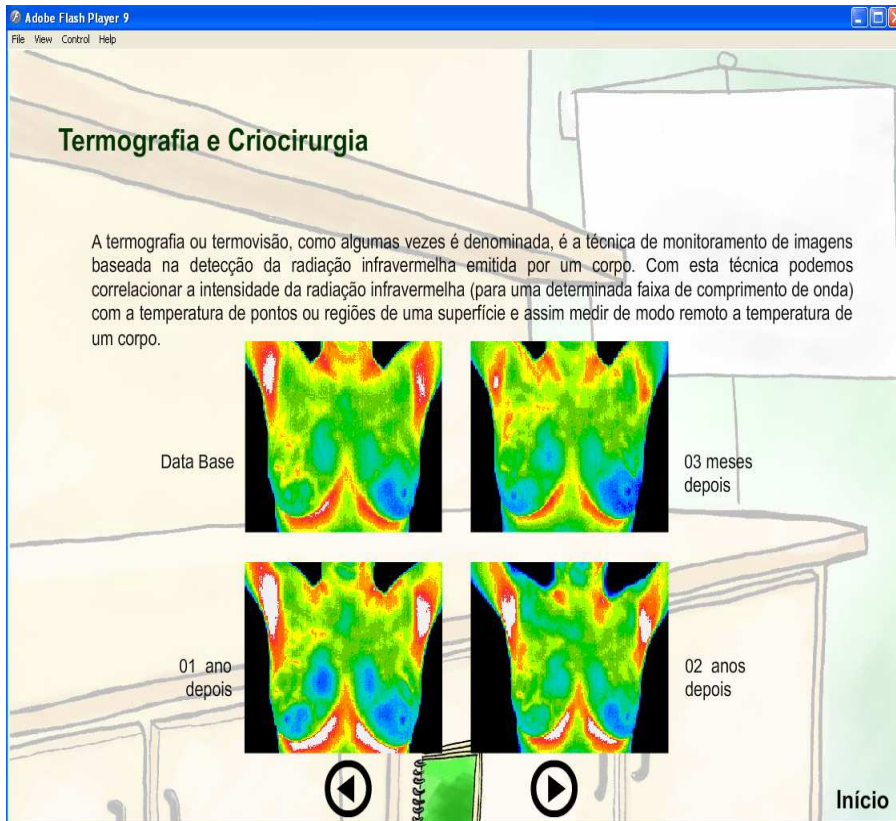 Adobe Flash Player 9
File View Control Help
Termografia e Criocirurgia
A termografia ou termovisão, como algumas vezes é denominada, é a técnica de monitoramento de imagens
baseada na detecção da radiação infravermelha emitida por um corpo. Com esta técnica podemos
correlacionar a intensidade da radiação infravermelha (para uma determinada faixa de comprimento de onda)
com a temperatura de pontos ou regiões de uma superfície e assim medir de modo remoto a temperatura de
um corpo.
Data Base
03 meses
depois
01 ano
depois
02 anos
depois
Início